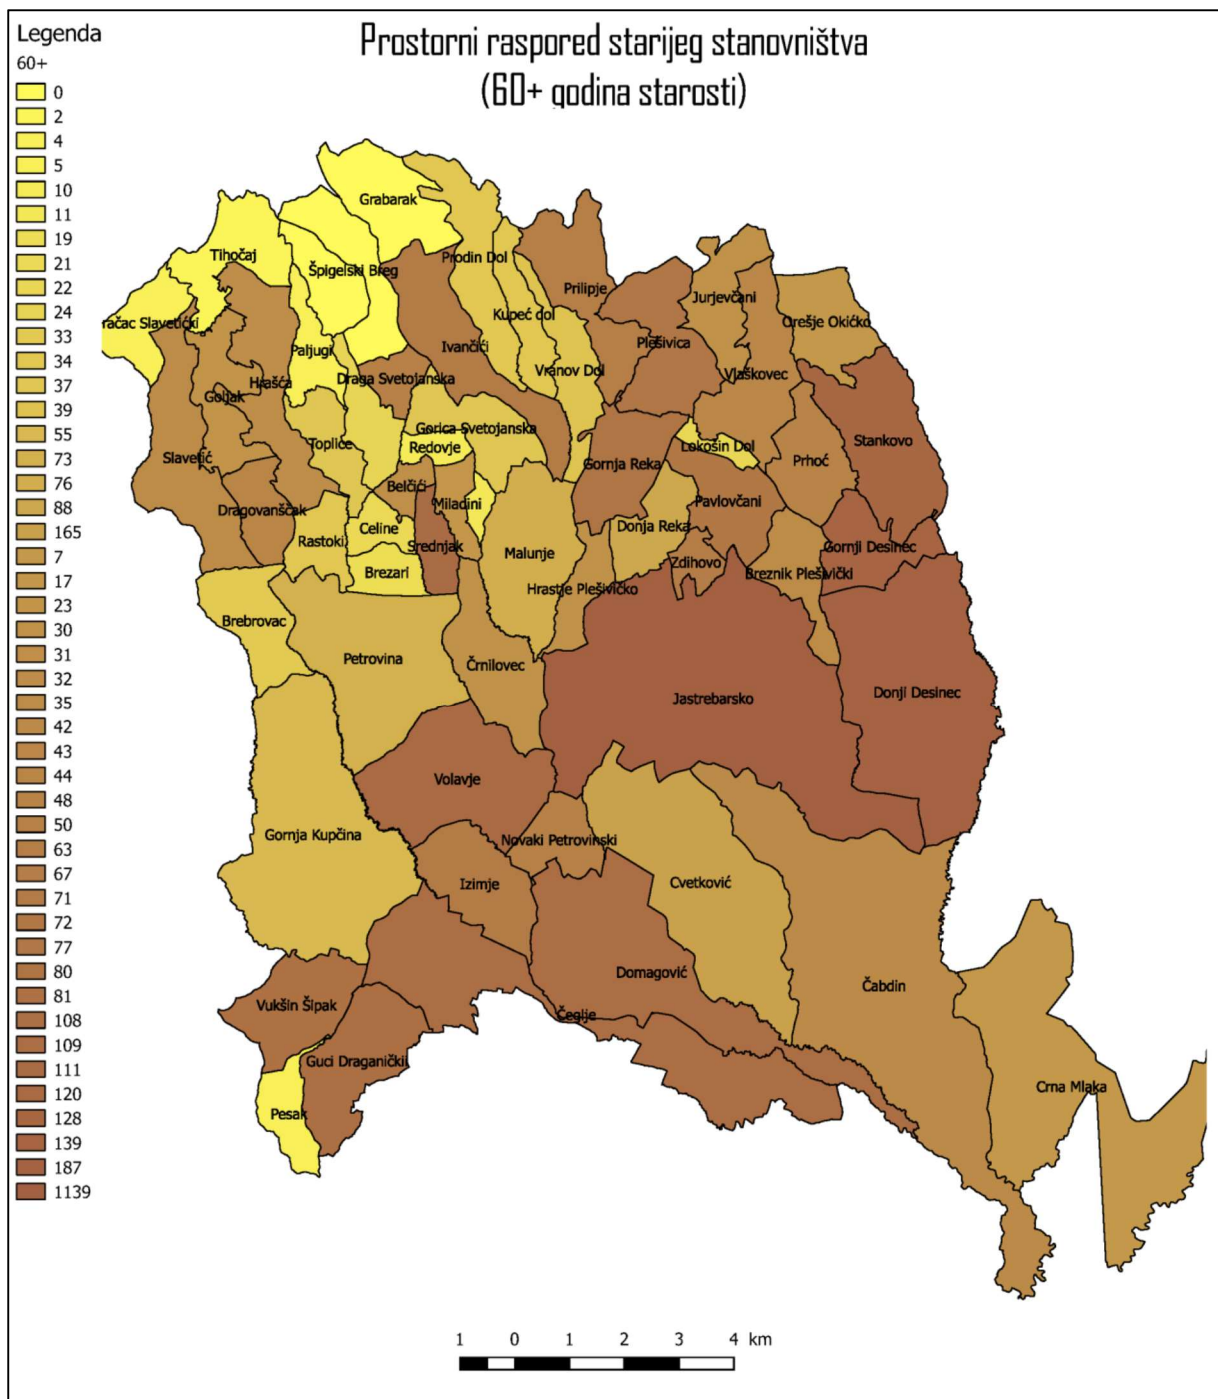 Legenda
Prostorni raspored starijeg stanovništva
(60+ godina starosti)
60+
0
2
4
5
10
11
19
21
22
24
33
34
37
39
55
73
76
88
165
7
17
23
30
31
32
35
42
43
44
48
50
63
67
71
72
77
80
81
108
109
111
120
128
139
187
1139
Grabarak
Tihočaj
Špigelski Breg
Prodin Dol
Prilipje
Jurjevčani
Kupeć dol
Orešje Okićko
račac Slavetićki
Paljugi
Ivančići
Plešivica
Vranov Dol
Vlaškovec
Hrašća
Draga Svetojanska
Goljak
Gorica Svetojanska
Toplice
Redovje
Lokošin Dol
Stankovo
Slavetić
Gornja Reka
Prhoć
Belčići
Miladini
Pavlovčani
Dragovanščak
Celine
Donja Reka
Rastoki
Srednjak
Malunje
Gornji Desinec
Zdihovo
Brezari
Breznik Plešivički
Hrastje Plešivičko
Brebrovac
Petrovina
Črnilovec
Jastrebarsko
Donji Desinec
Volavje
Gornja Kupčina
Novaki Petrovinski
Izimje
Cvetković
Domagović
Čabdin
Vukšin Šipak
Čeglje
Guci Draganički
Crna Mlaka
Pesak
1 0 1 2 3 4 km